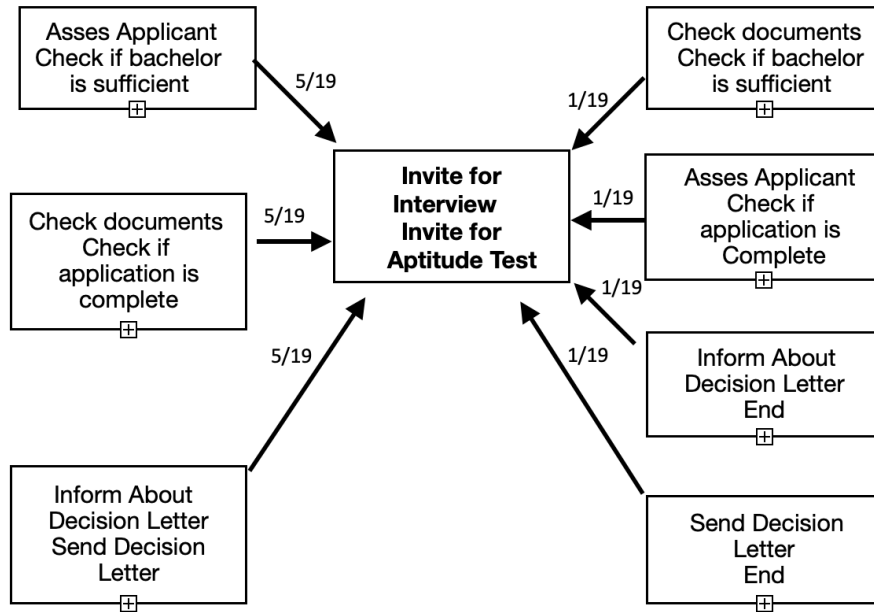 Asses Applicant
Check if bachelor
is sufficient
5/19
Check documents
Check if bachelor
is sufficient
1/19
Invite for
Interview
Invite for
Aptitude Test
Check documents
Check if
application is
complete
5/19
Asses Applicant
Check if
application is
Complete
1/19
Inform About
Decision Letter
End
1/19
Inform About
Decision Letter
Send Decision
Letter
5/19
Send Decision
Letter
End
1/19